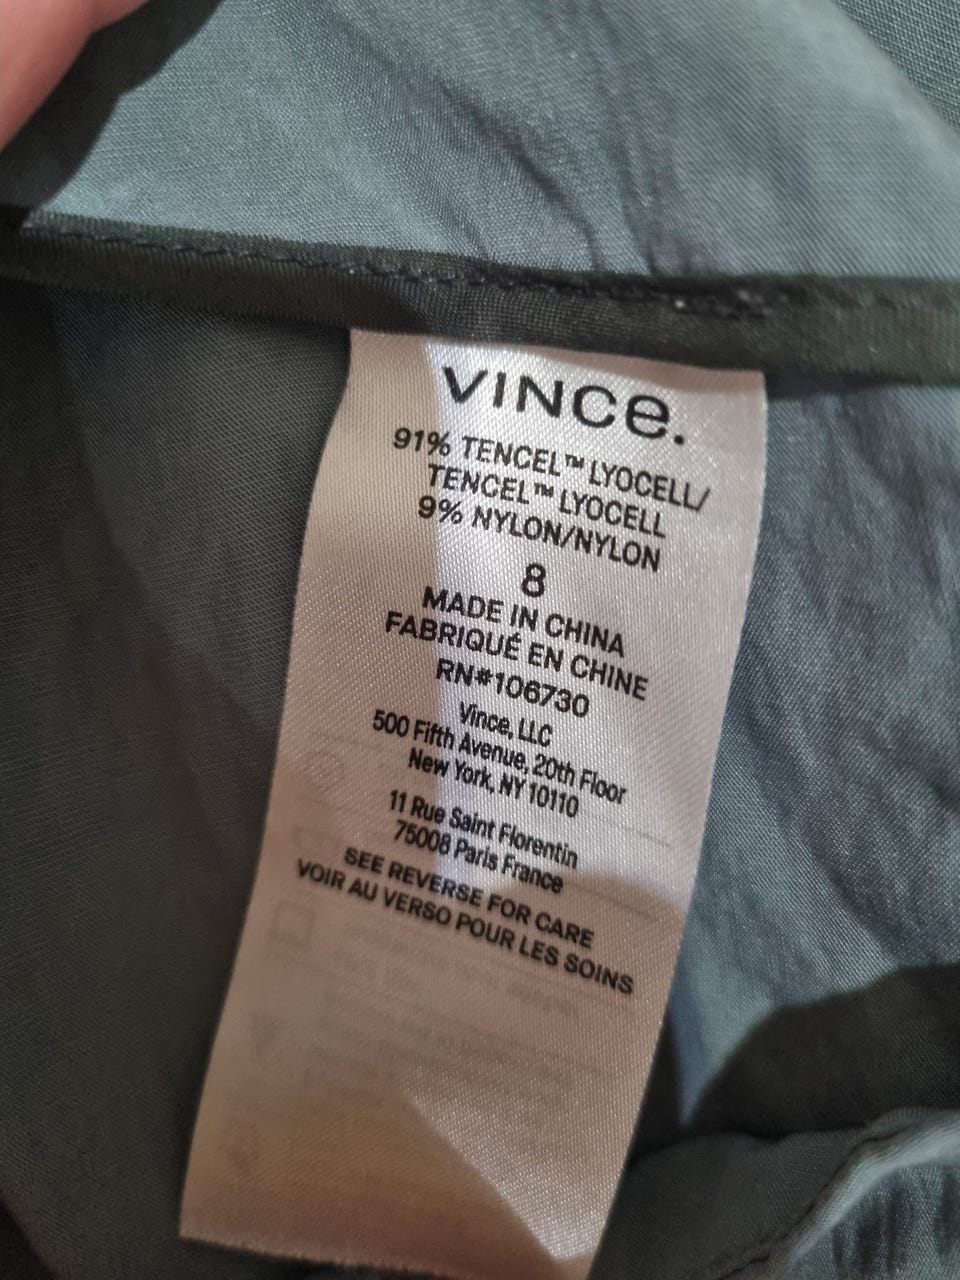 VINCe.
91% TENCEL™ LYOCELL/
TENCEL™ LYOCELL
9% NYLON/NYLON
8
MADE IN CHINA
FABRIQUÉ EN CHINE
RN#106730
Vince, LLC
500 Fifth Avenue, 20th Floor
New York, NY 10110
11 Rue Saint Florentin
75008 Paris France
SEE REVERSE FOR CARE
VOIR AU VERSO POUR LES SOINS